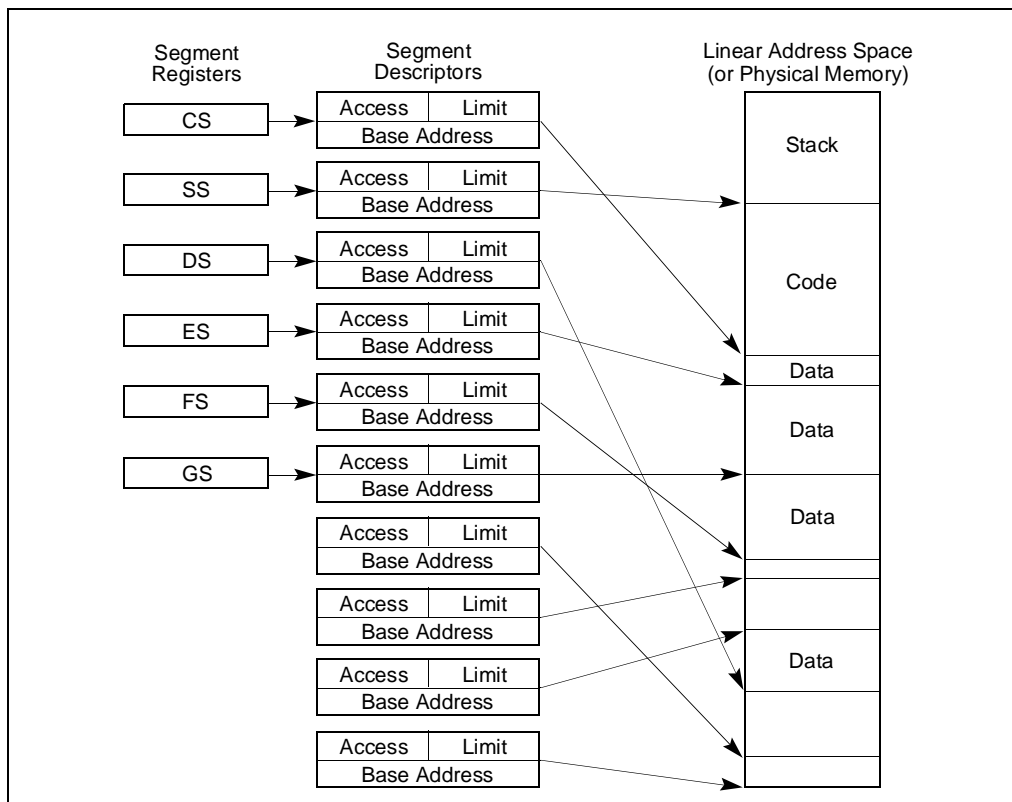 Segment
Registers
Segment
Descriptors
Linear Address Space
(or Physical Memory)
CS
Access Limit
Base Address
Stack
SS
Access Limit
Base Address
DS
Access Limit
Base Address
Code
ES
Access Limit
Base Address
Data
FS
Access Limit
Base Address
Data
GS
Access Limit
Base Address
Data
Access Limit
Base Address
Access Limit
Base Address
Access Limit
Base Address
Data
Access Limit
Base Address